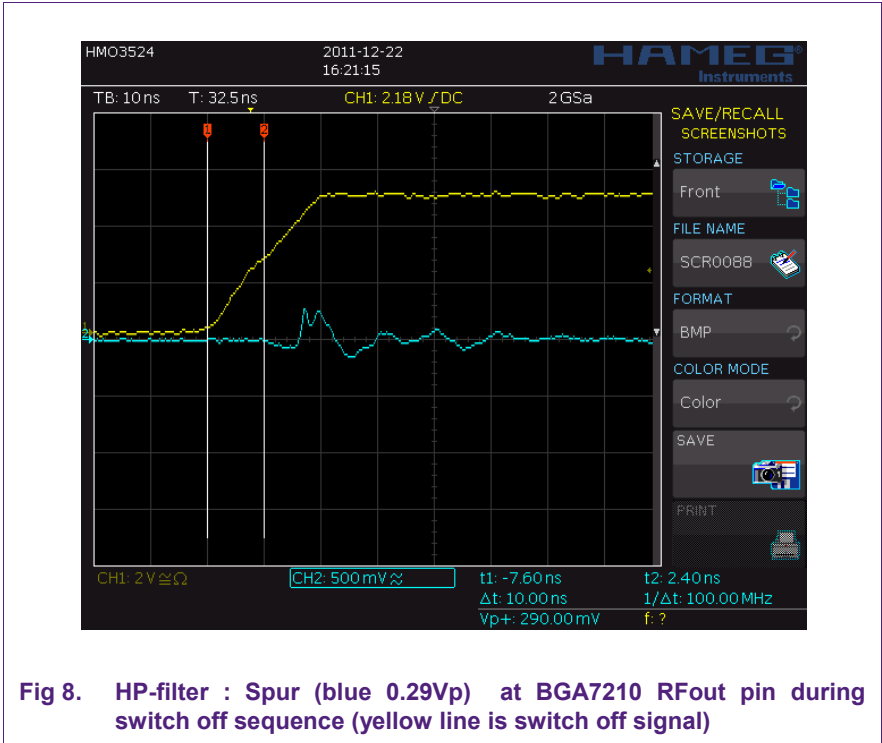 HMO3524
2011-12-22
16:21:15
HAMEG®
Instruments
TB: 10 ns T: 32.5 ns CH1: 2.18 V / DC 2 GSa
SAVE/RECALL
SCREENSHOTS
STORAGE
Front
FILE NAME
SCR0088
FORMAT
BMP
COLOR MODE
Color
SAVE
PRINT
1 2
2
CH1: 2 V ≅ Ω CH2: 500 mV ≈ t1: -7.60 ns t2: 2.40 ns
Δt: 10.00 ns 1/Δt: 100.00 MHz
Vp+: 290.00 mV f: ?
Fig 8. HP-filter : Spur (blue 0.29Vp) at BGA7210 RFout pin during
switch off sequence (yellow line is switch off signal)